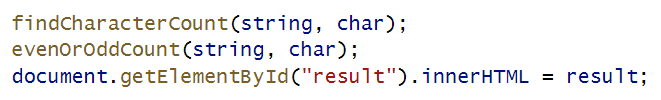 findCharacterCount(string, char);
evenOrOddCount(string, char);
document.getElementById("result").innerHTML = result;